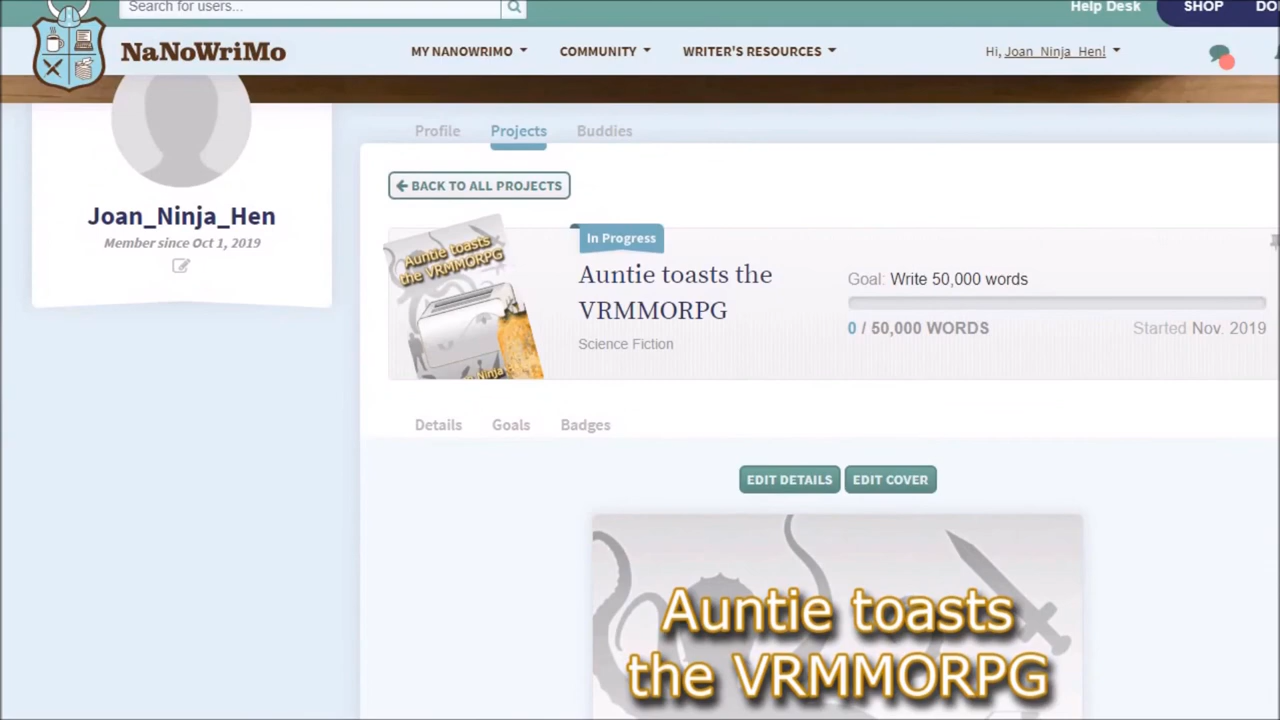 Search for users...
Help Desk
SHOP
NaNoWriMo
MY NANOWRIMO
COMMUNITY
WRITER'S RESOURCES
Hi, Joan_Ninja_Hen!
Profile
Projects
Buddies
BACK TO ALL PROJECTS
Joan_Ninja_Hen
Member since Oct 1, 2019
Auntie toasts
the VRMMORPG
In Progress
Auntie toasts the
VRMMORPG
Science Fiction
Goal: Write 50,000 words
0 / 50,000 WORDS
Started Nov. 2019
Details
Goals
Badges
EDIT DETAILS
EDIT COVER
Auntie toasts
the VRMMORPG